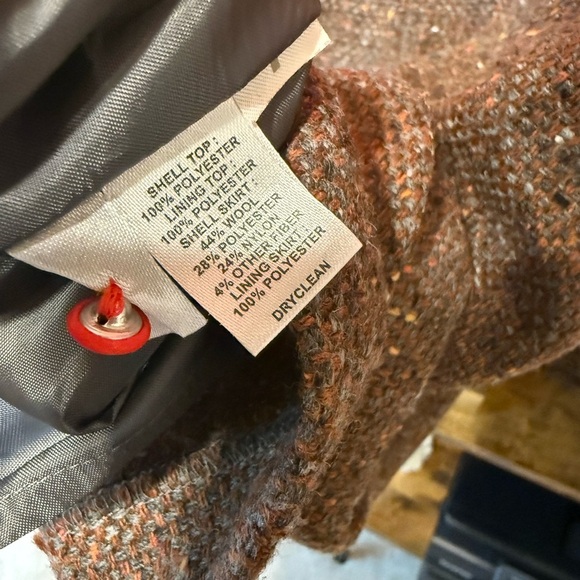 SHELL TOP :
100% POLYESTER
LINING TOP :
100% POLYESTER
SHELL SKIRT :
44% WOOL
28% POLYESTER
24% NYLON
4% OTHER FIBER
LINING SKIRT :
100% POLYESTER
DRYCLEAN